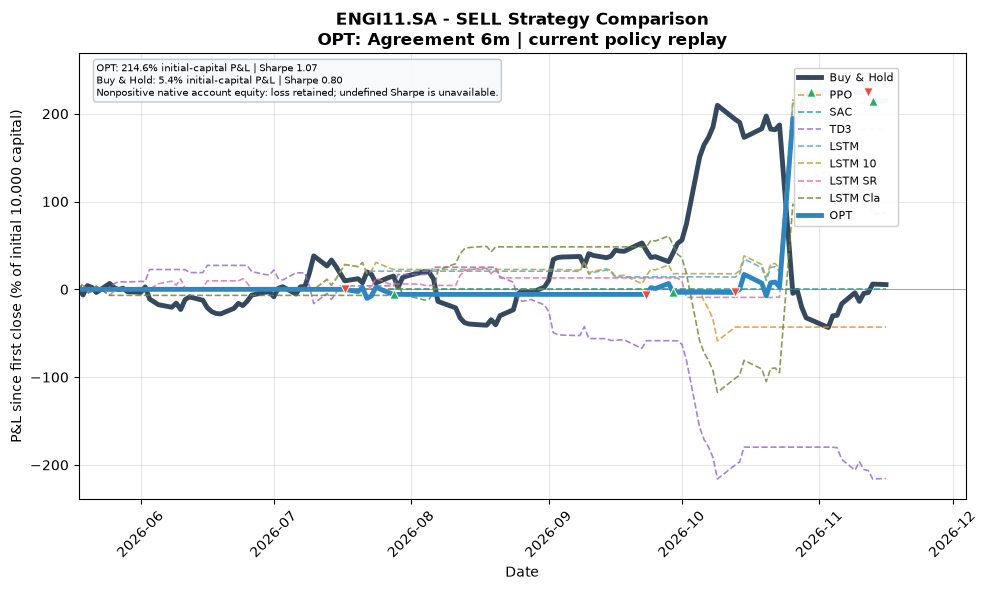 ENGI11.SA - SELL Strategy Comparison
OPT: Agreement 6m | current policy replay
OPT: 214.6% initial-capital P&L | Sharpe 1.07
Buy & Hold: 5.4% initial-capital P&L | Sharpe 0.80
Nonpositive native account equity: loss retained; undefined Sharpe is unavailable.
Buy & Hold
PPO
SAC
TD3
LSTM
LSTM 10
LSTM SR
LSTM Cla
OPT
P&L since first close (% of initial 10,000 capital)
200
100
0
−100
−200
2026-06
2026-07
2026-08
2026-09
2026-10
2026-11
2026-12
Date